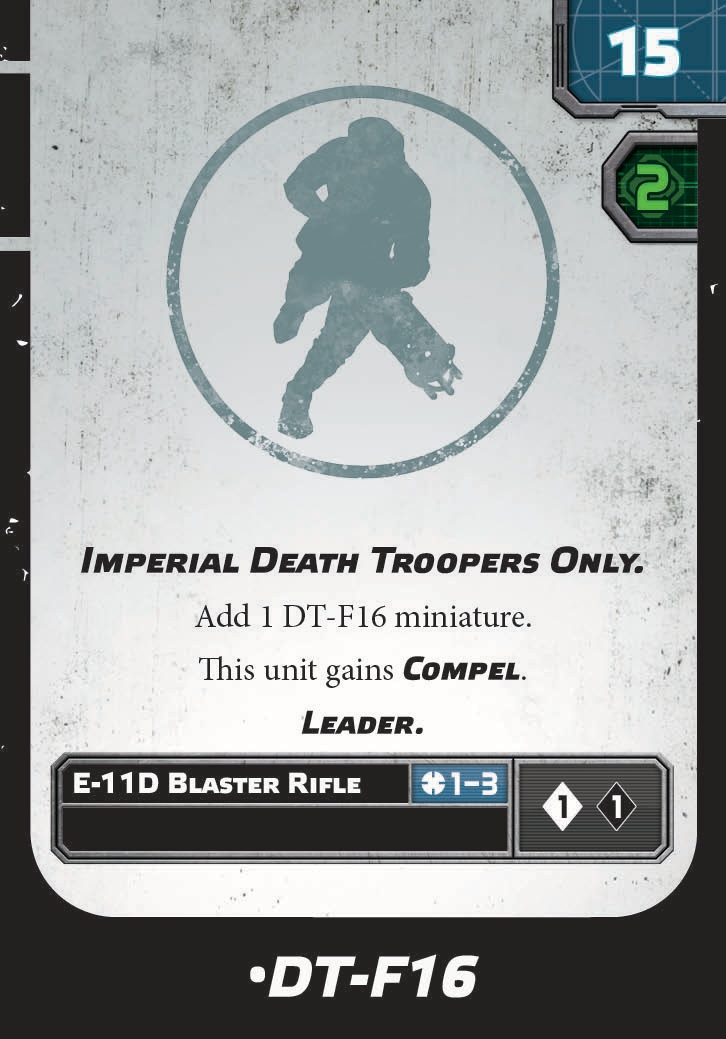 15
2
IMPERIAL DEATH TROOPERS ONLY.
Add 1 DT-F16 miniature.
This unit gains COMPEL.
LEADER.
E-11D BLASTER RIFLE 1–3 1 1
•DT-F16